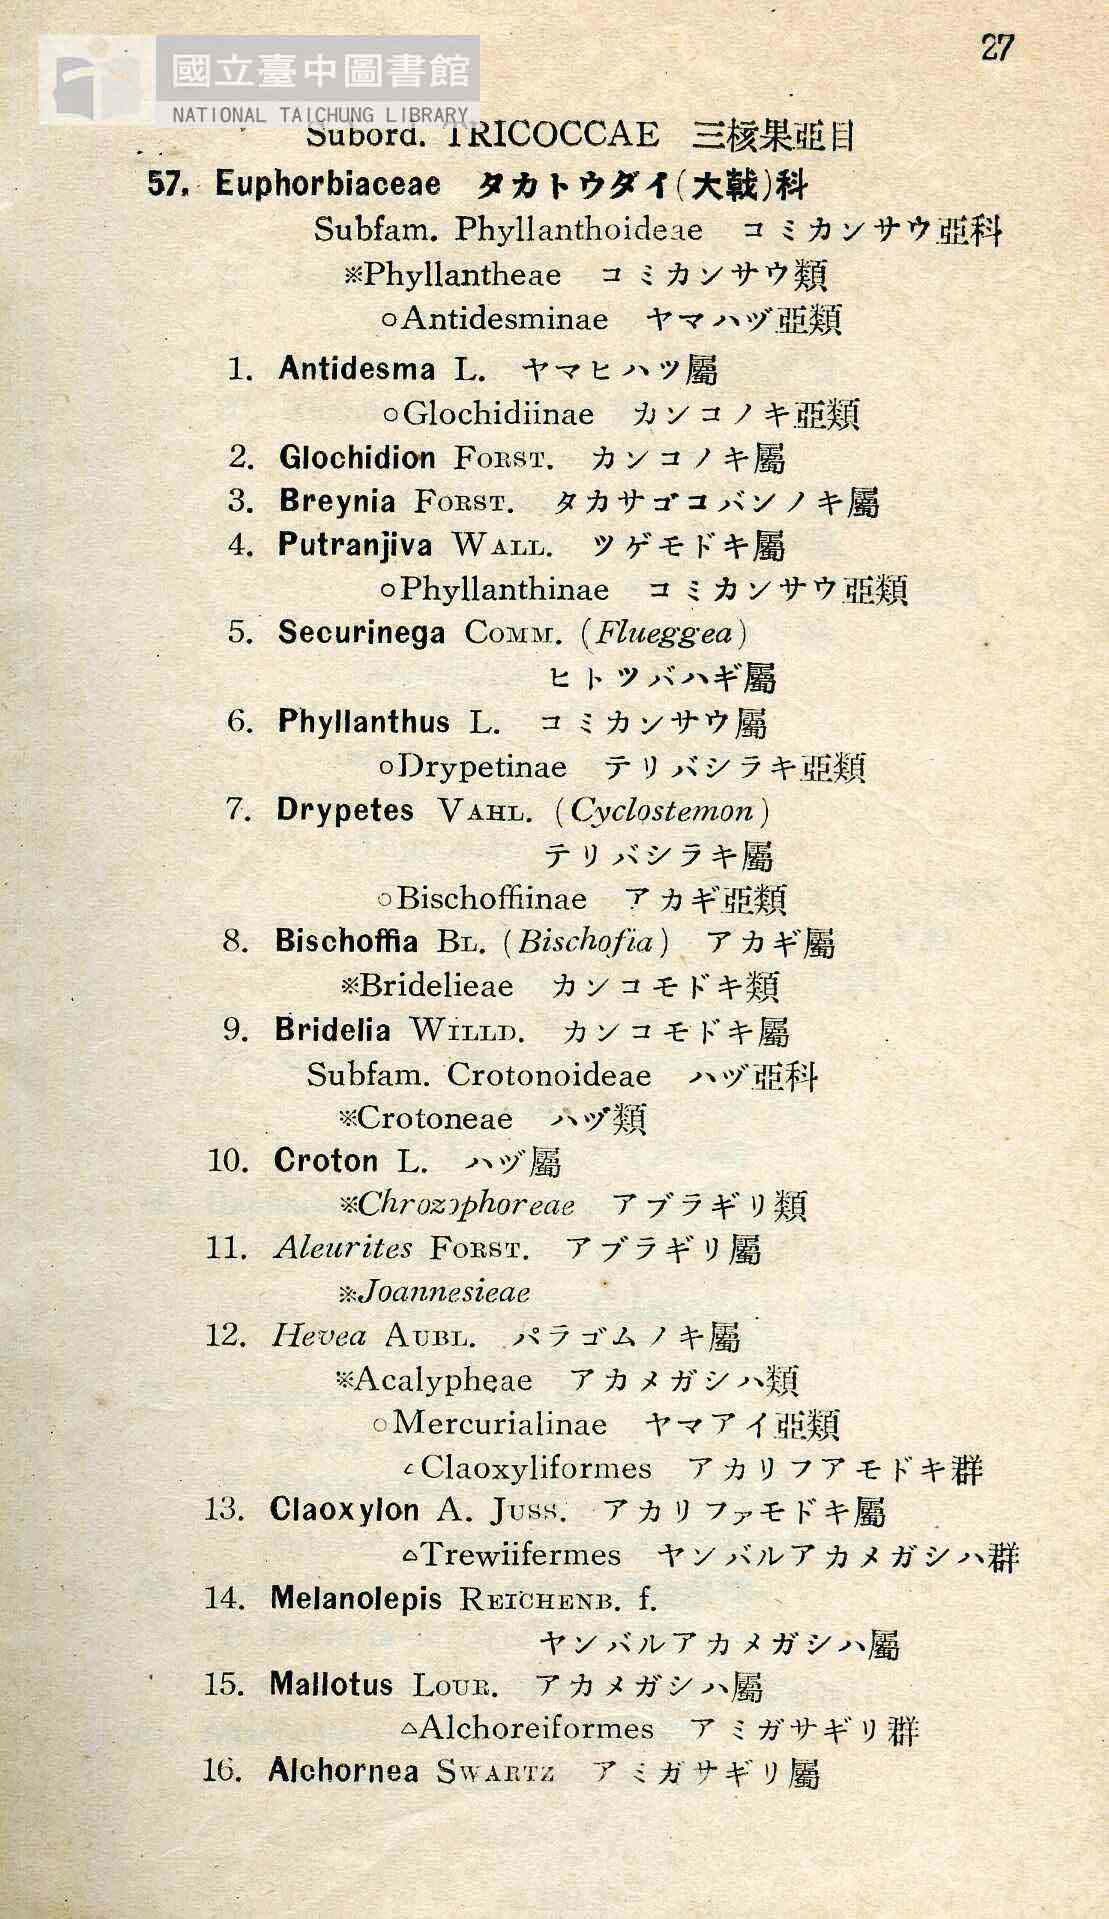 27
國立臺中圖書館
NATIONAL TAICHUNG LIBRARY
Subord. TRICOCCAE 三核果亞目
57. Euphorbiaceae タカトウダイ(大戟)科
Subfam. Phyllanthoideae コミカンサウ亞科
※Phyllantheae コミカンサウ類
○Antidesminae ヤマハヅ亞類
1. Antidesma L. ヤマヒハツ屬
○Glochidiinae カンコノキ亞類
2. Glochidion FORST. カンコノキ屬
3. Breynia FORST. タカサゴコバンノキ屬
4. Putranjiva WALL. ツゲモドキ屬
○Phyllanthinae コミカンサウ亞類
5. Securinega COMM. (Flueggea)
ヒトツバハギ屬
6. Phyllanthus L. コミカンサウ屬
○Drypetinae テリバシラキ亞類
7. Drypetes VAHL. (Cyclostemon)
テリバシラキ屬
○Bischoffiinae アカギ亞類
8. Bischoffia BL. (Bischofia) アカギ屬
※Bridelieae カンコモドキ類
9. Bridelia WILLD. カンコモドキ屬
Subfam. Crotonoideae ハヅ亞科
※Crotoneae ハヅ類
10. Croton L. ハヅ屬
※Chrozophoreae アブラギリ類
11. Aleurites FORST. アブラギリ屬
※Joannesieae
12. Hevea AUBL. パラゴムノキ屬
※Acalypheae アカメガシハ類
○Mercurialinae ヤマアイ亞類
△Claoxyliformes アカリフアモドキ群
13. Claoxylon A. JUSS. アカリファモドキ屬
△Trewiifermes ヤンバルアカメガシハ群
14. Melanolepis REICHENB. f.
ヤンバルアカメガシハ屬
15. Mallotus LOUR. アカメガシハ屬
△Alchoreiformes アミガサギリ群
16. Alchornea SWARTZ アミガサギリ屬